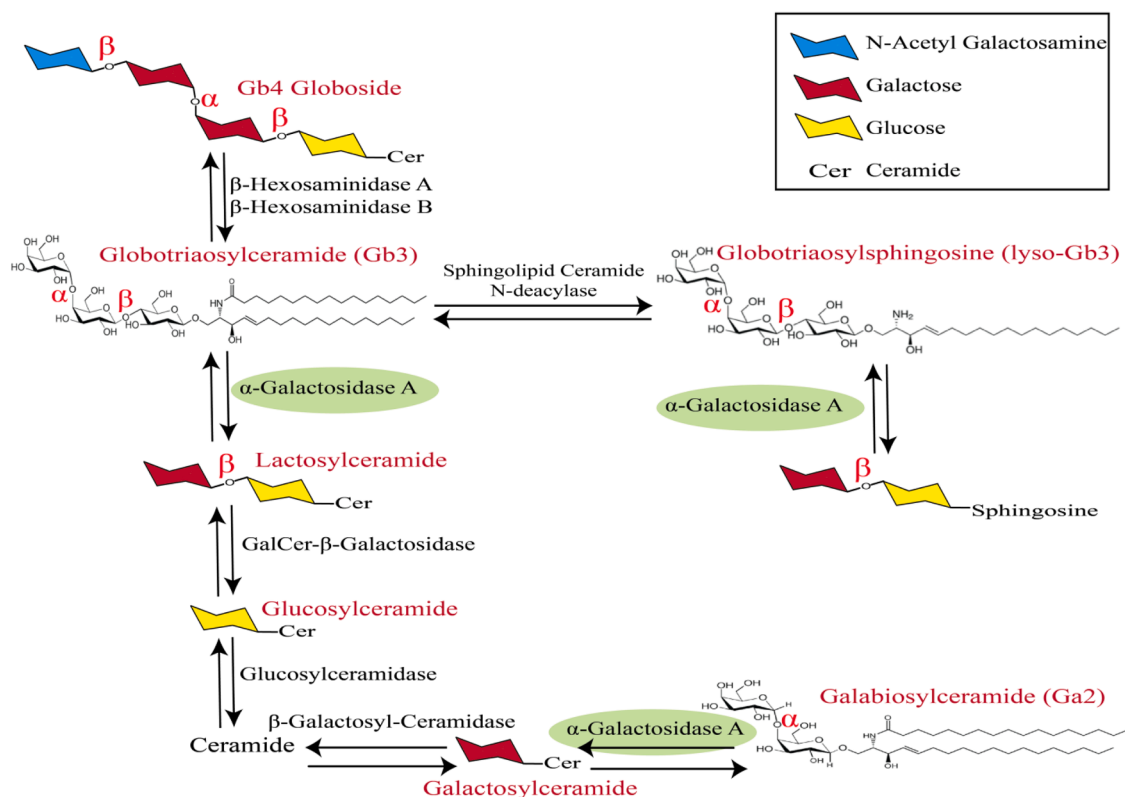 N-Acetyl Galactosamine
Galactose
Glucose
Cer Ceramide
β
O
Gb4 Globoside
O α
β
O
Cer
β-Hexosaminidase A
β-Hexosaminidase B
Globotriaosylceramide (Gb3)
α
β
Sphingolipid Ceramide
N-deacylase
Globotriaosylsphingosine (lyso-Gb3)
α
β
NH2
α-Galactosidase A
α-Galactosidase A
Lactosylceramide
β
O
Cer
β
O
Sphingosine
GalCer-β-Galactosidase
Glucosylceramide
Cer
Glucosylceramidase
β-Galactosyl-Ceramidase
Ceramide
Cer
Galactosylceramide
α-Galactosidase A
Galabiosylceramide (Ga2)
α